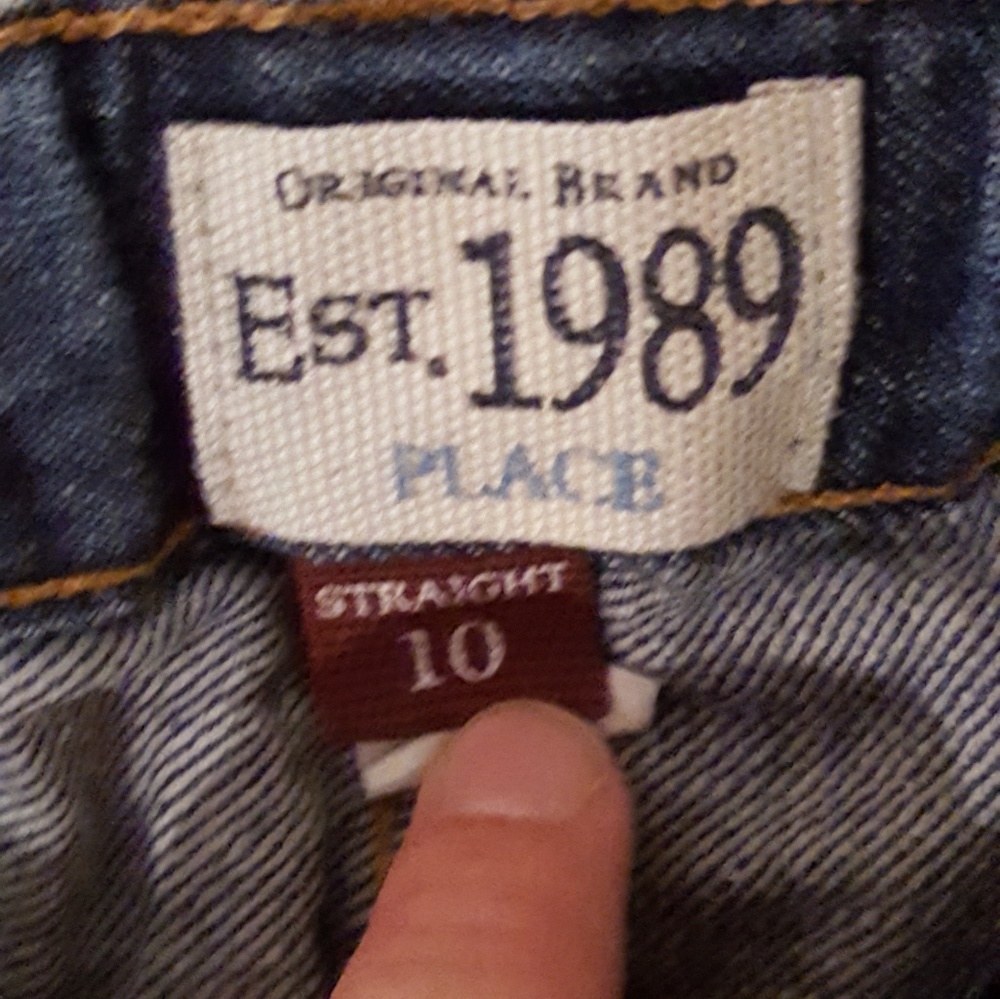 ORIGINAL BRAND
EST. 1989
PLACE
STRAIGHT
10